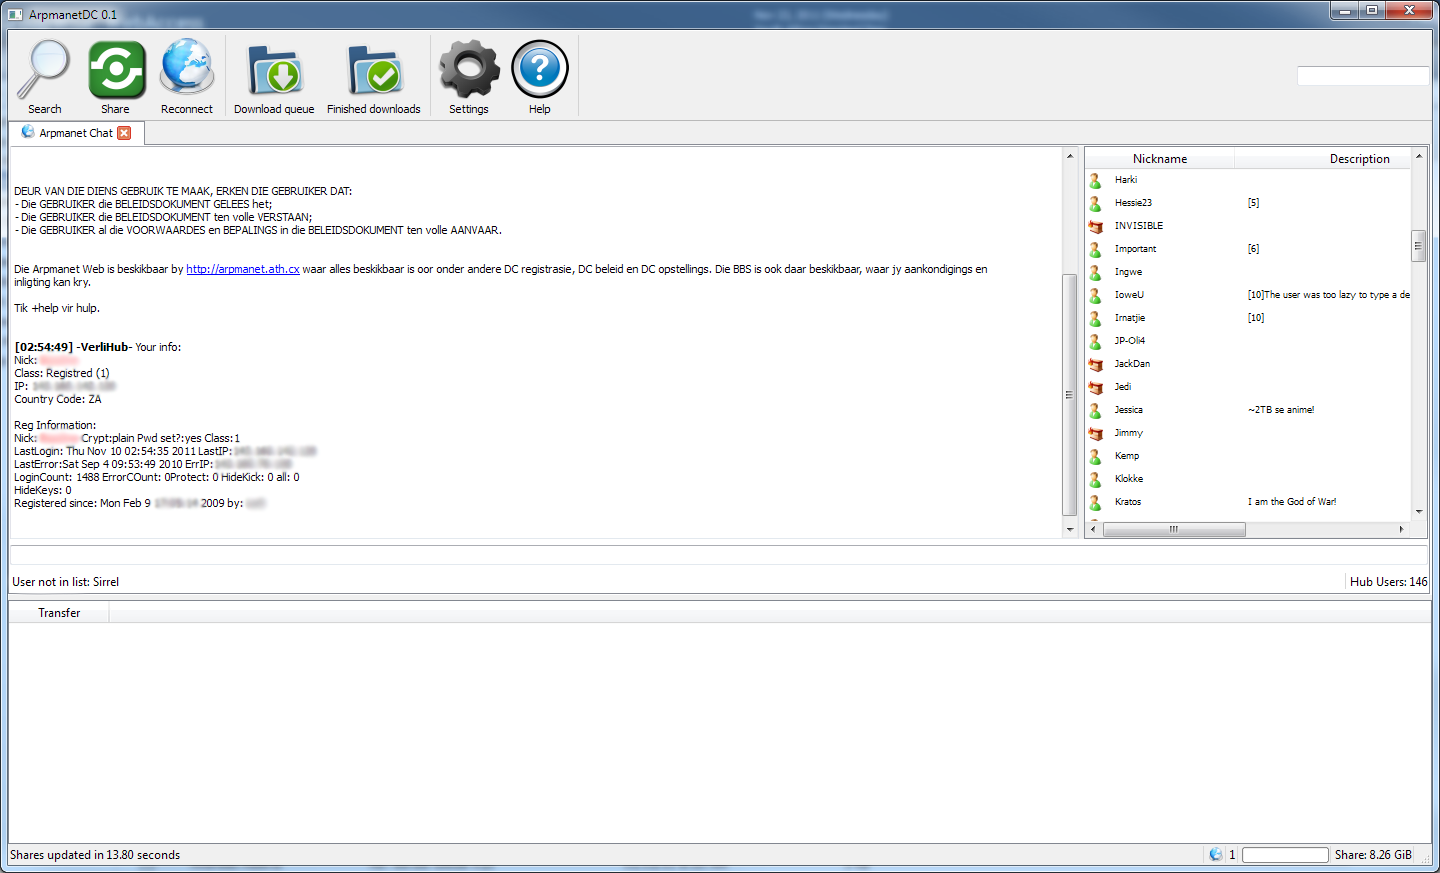 ArpmanetDC 0.1
Search
Share
Reconnect
Download queue
Finished downloads
Settings
Help
Arpmanet Chat
DEUR VAN DIE DIENS GEBRUIK TE MAAK, ERKEN DIE GEBRUIKER DAT:
- Die GEBRUIKER die BELEIDSDOKUMENT GELEES het;
- Die GEBRUIKER die BELEIDSDOKUMENT ten volle VERSTAAN;
- Die GEBRUIKER al die VOORWAARDES en BEPALINGS in die BELEIDSDOKUMENT ten volle AANVAAR.
Die Arpmanet Web is beskikbaar by http://arpmanet.ath.cx waar alles beskikbaar is oor onder andere DC registrasie, DC beleid en DC opstellings. Die BBS is ook daar beskikbaar, waar jy aankondigings en
inligting kan kry.
Tik +help vir hulp.
[02:54:49] -VerliHub- Your info:
Nick:
Class: Registred (1)
IP:
Country Code: ZA
Reg Information:
Nick: Crypt:plain Pwd set?:yes Class:1
LastLogin: Thu Nov 10 02:54:35 2011 LastIP:
LastError:Sat Sep 4 09:53:49 2010 ErrIP:
LoginCount: 1488 ErrorCOunt: 0Protect: 0 HideKick: 0 all: 0
HideKeys: 0
Registered since: Mon Feb 9 2009 by:
Nickname Description
Harki
Hessie23 [5]
INVISIBLE
Important [6]
Ingwe
IoweU [10]The user was too lazy to type a de
Irnatjie [10]
JP-Oli4
JackDan
Jedi
Jessica ~2TB se anime!
Jimmy
Kemp
Klokke
Kratos I am the God of War!
User not in list: Sirrel
Hub Users: 146
Transfer
Shares updated in 13.80 seconds
1
Share: 8.26 GiB